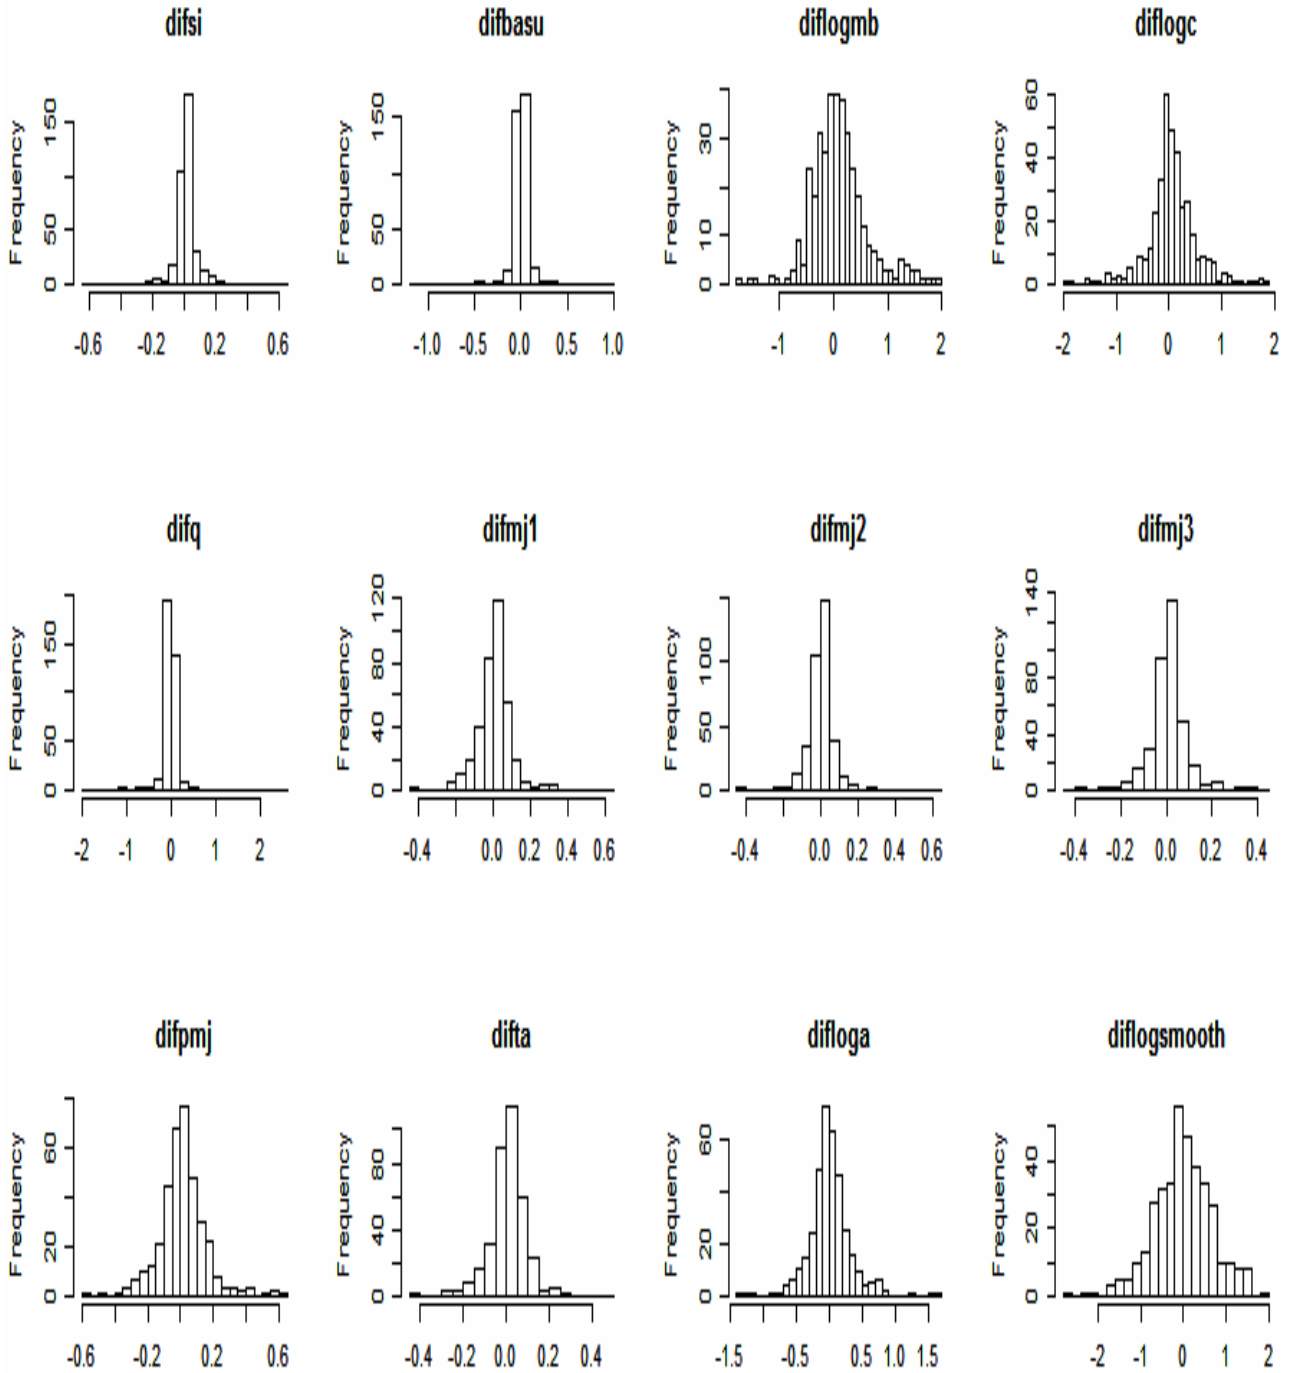 difsi difbasu diflogmb diflogc
Frequency 0 50 150 Frequency 0 50 150 Frequency 0 10 30 Frequency 0 20 40 60
-0.6 -0.2 0.2 0.6 -1.0 -0.5 0.0 0.5 1.0 -1 0 1 2 -2 -1 0 1 2
difq difmj1 difmj2 difmj3
Frequency 0 50 150 Frequency 0 40 80 120 Frequency 0 50 100 Frequency 0 40 80 140
-2 -1 0 1 2 -0.4 0.0 0.2 0.4 0.6 -0.4 0.0 0.2 0.4 0.6 -0.4 -0.2 0.0 0.2 0.4
difpmj difta difloga diflogsmooth
Frequency 0 20 60 Frequency 0 40 80 Frequency 0 20 60 Frequency 0 20 40
-0.6 -0.2 0.2 0.6 -0.4 -0.2 0.0 0.2 0.4 -1.5 -0.5 0.5 1.0 1.5 -2 -1 0 1 2